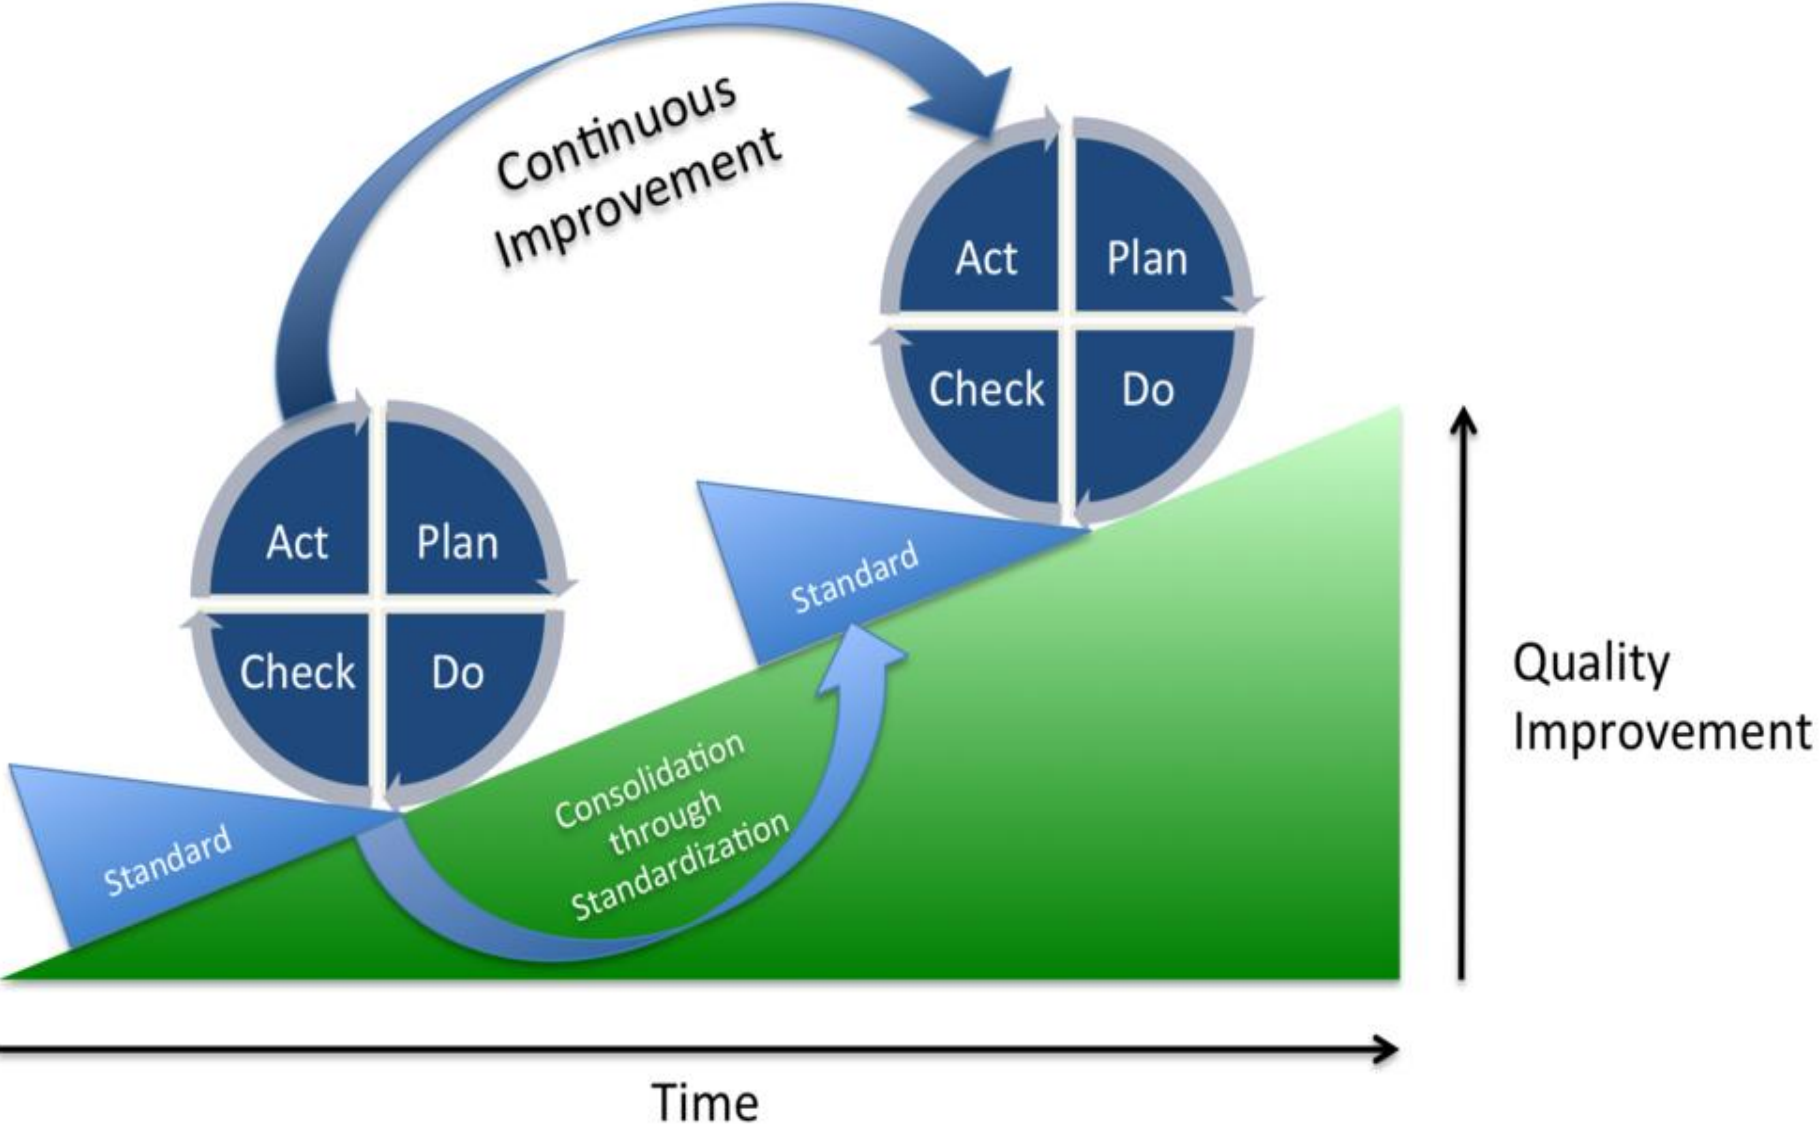 Continuous
Improvement
Act
Plan
Check
Do
Act
Plan
Check
Do
Standard
Standard
Consolidation
through
Standardization
Quality
Improvement
Time